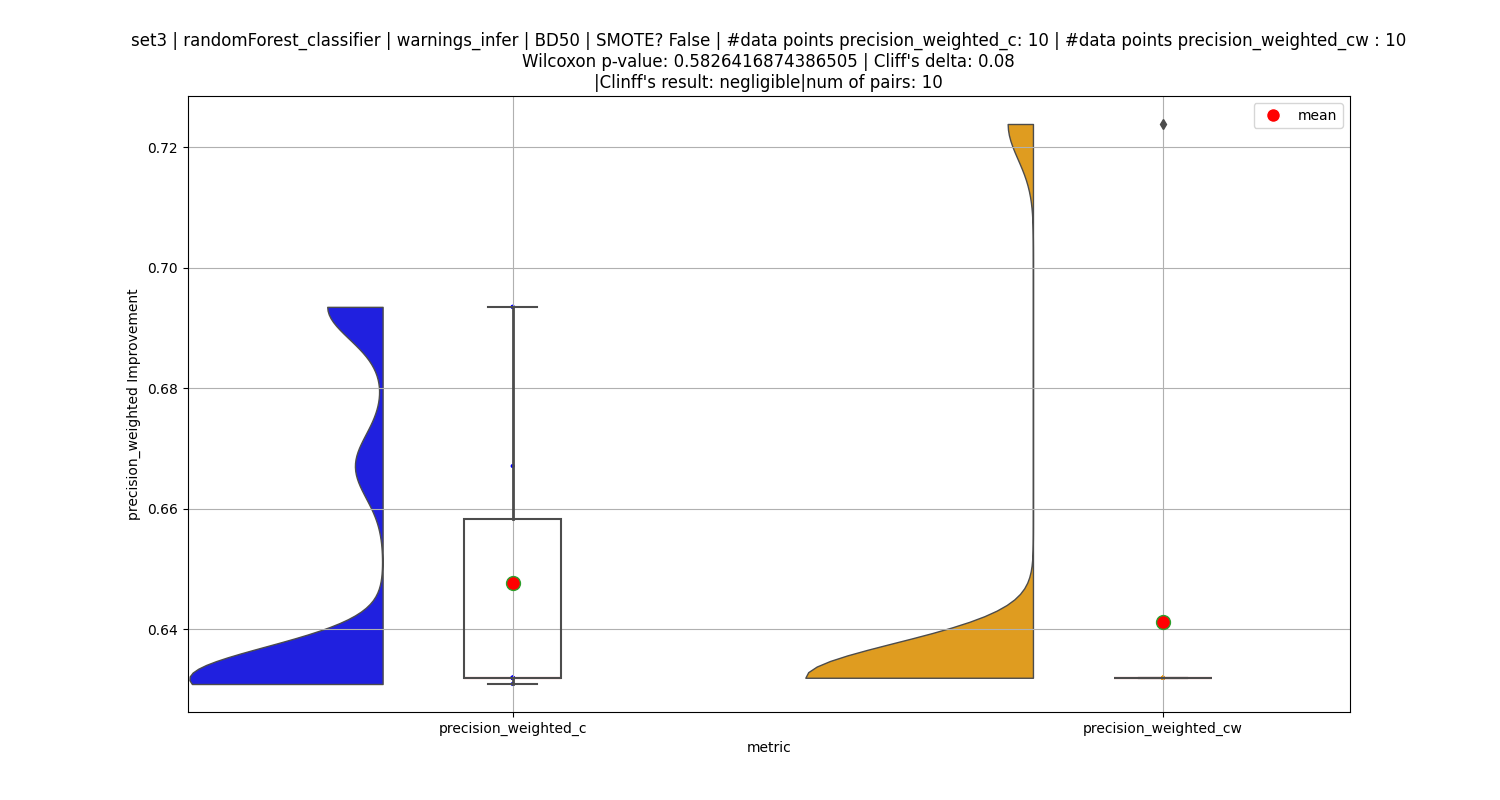 set3 | randomForest_classifier | warnings_infer | BD50 | SMOTE? False | #data points precision_weighted_c: 10 | #data points precision_weighted_cw : 10
Wilcoxon p-value: 0.5826416874386505 | Cliff's delta: 0.08
|Clinff's result: negligible|num of pairs: 10
mean
0.72
0.70
0.68
0.66
0.64
precision_weighted Improvement
precision_weighted_c
precision_weighted_cw
metric